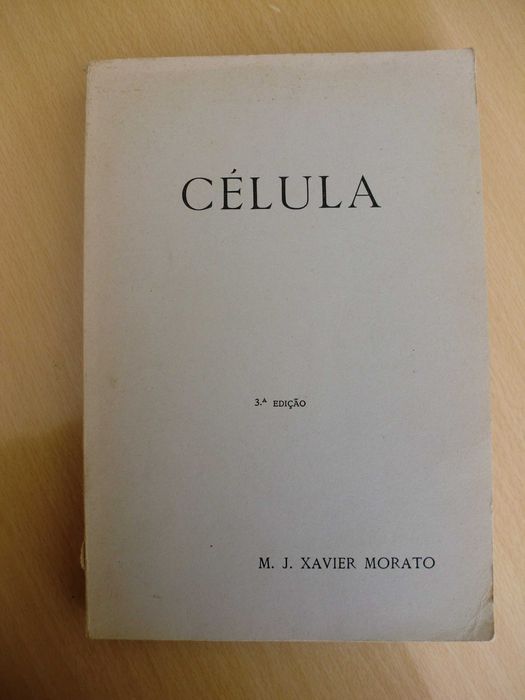 CÉLULA
3.ᴬ EDIÇÃO
M. J. XAVIER MORATO